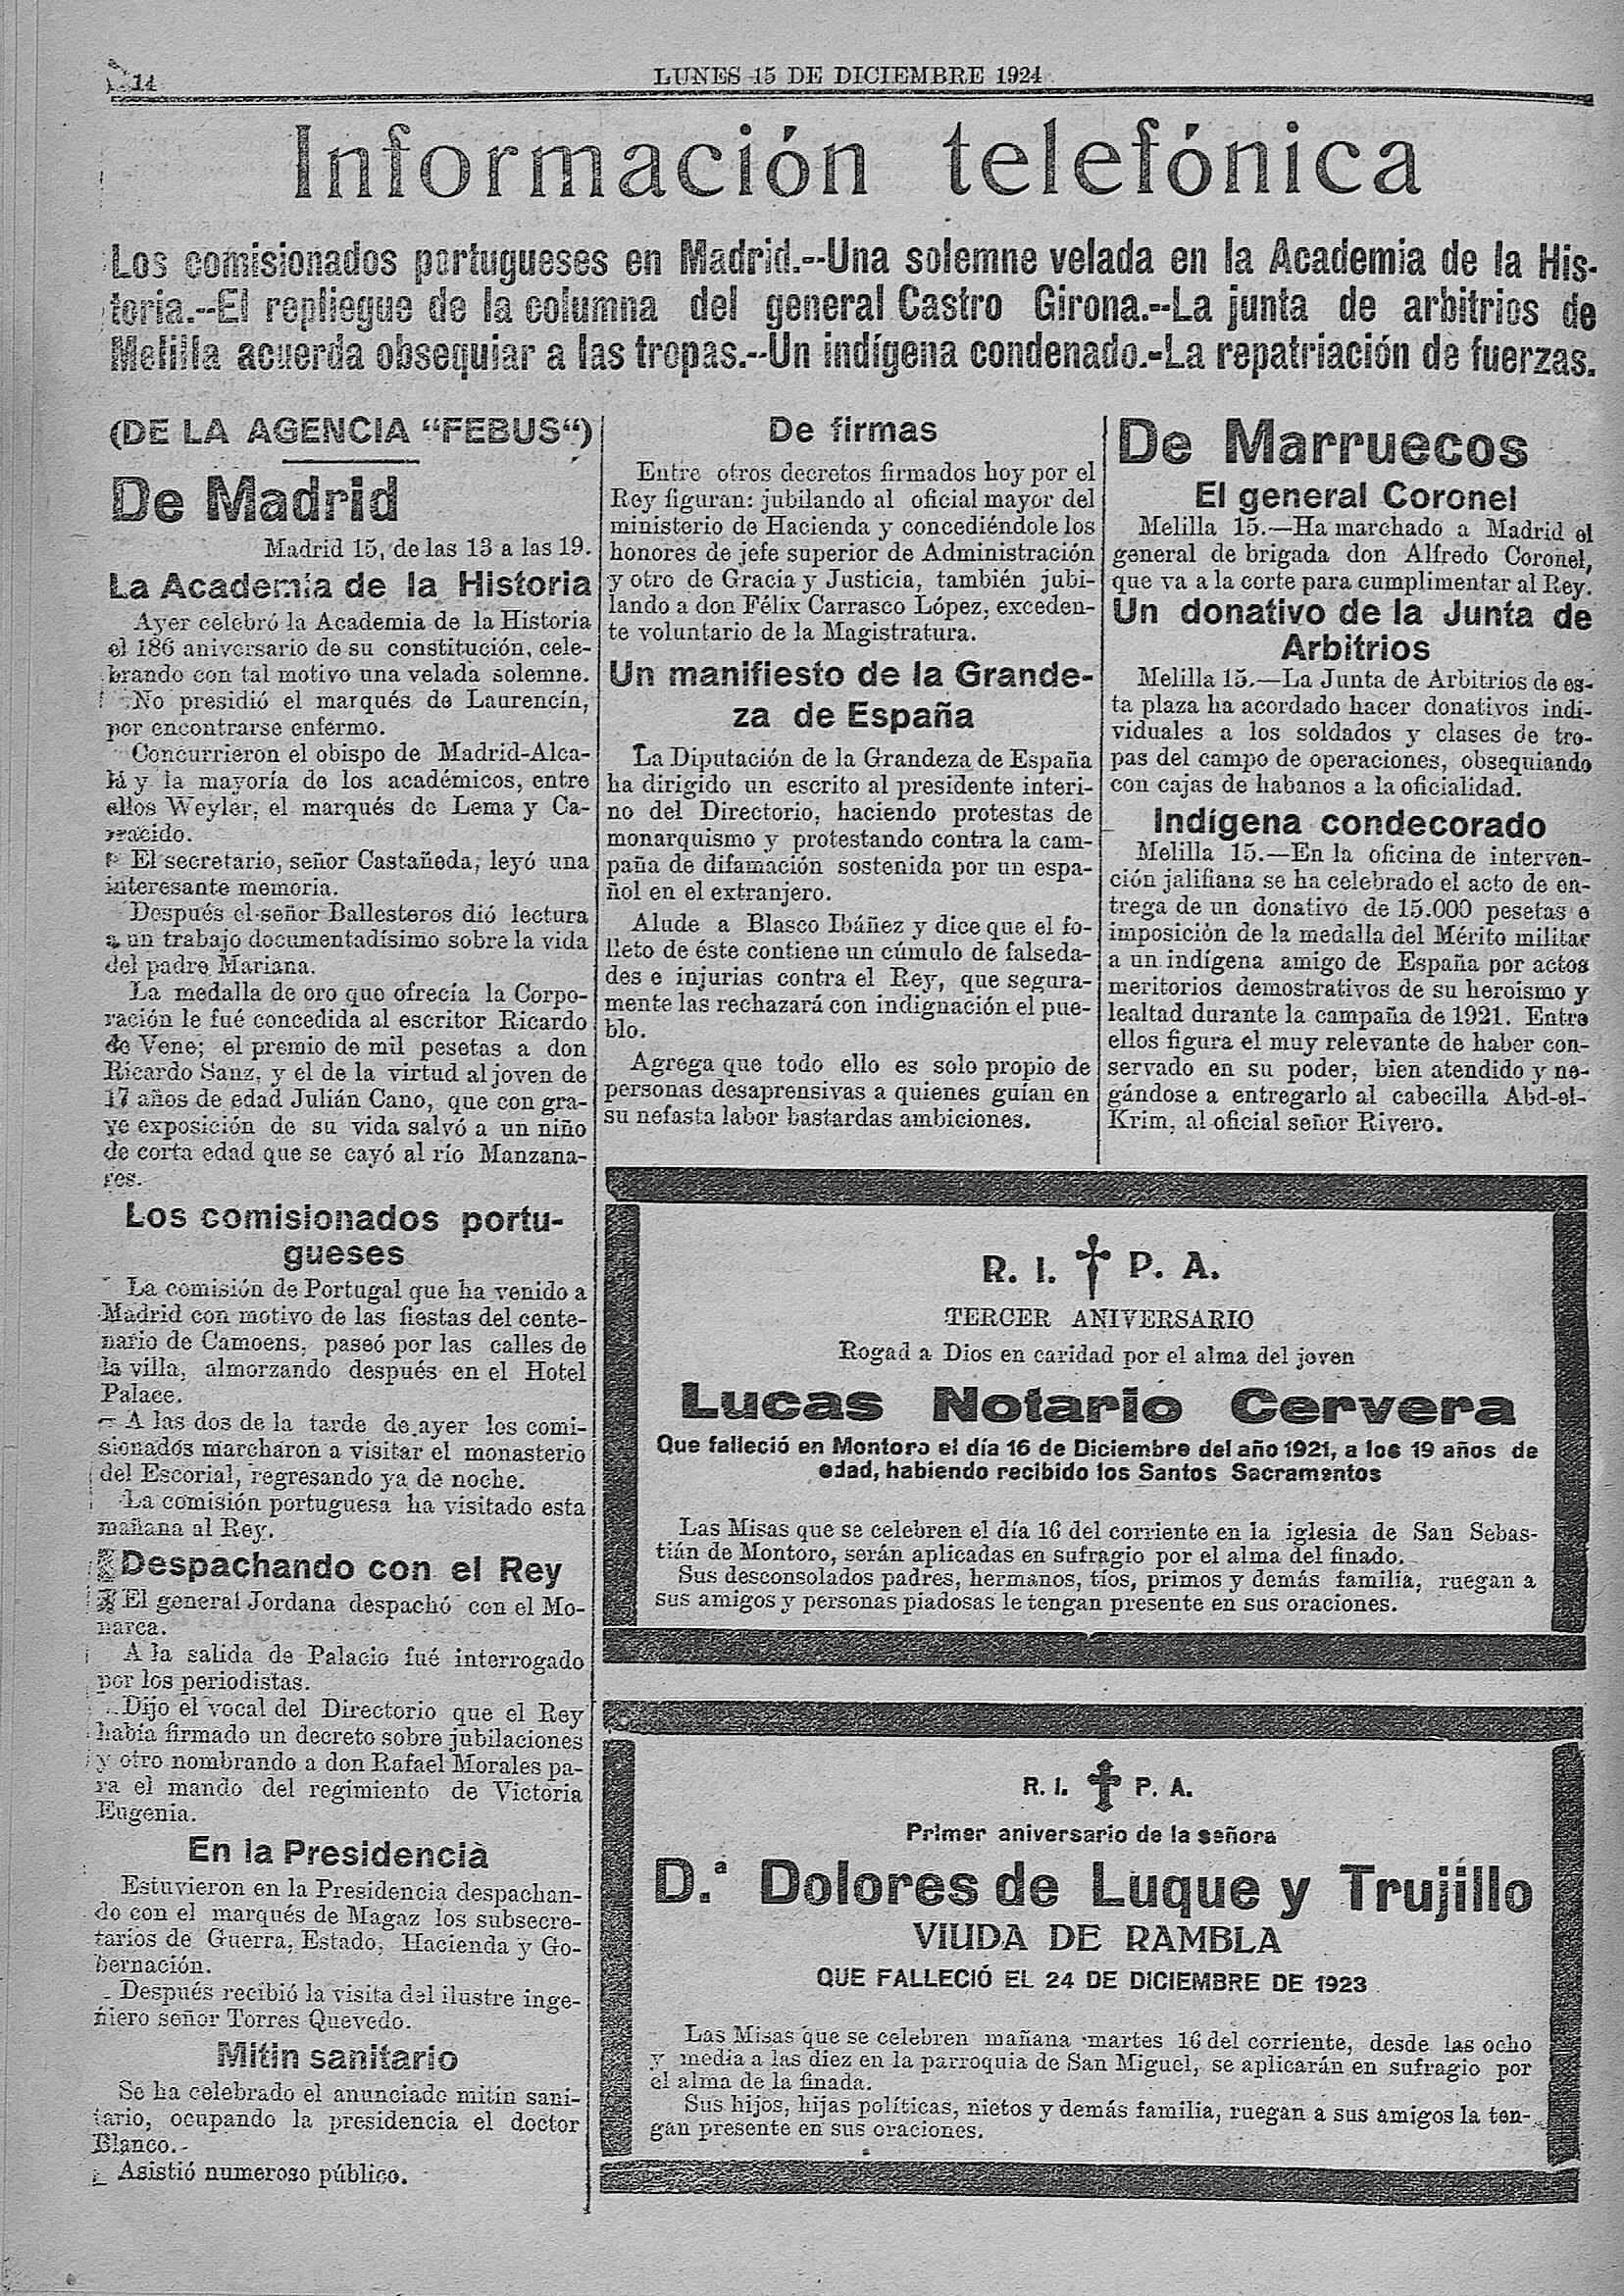 14
LUNES 15 DE DICIEMBRE 1924
Información telefónica
Los comisionados portugueses en Madrid.--Una solemne velada en la Academia de la His-
toria.--El repliegue de la columna del general Castro Girona.--La junta de arbitrios de
Melilla acuerda obsequiar a las tropas.--Un indígena condenado.-La repatriación de fuerzas.
(DE LA AGENCIA "FEBUS")
De Madrid
Madrid 15, de las 13 a las 19.
La Academia de la Historia
Ayer celebró la Academia de la Historia
el 186 aniversario de su constitución, cele-
brando con tal motivo una velada solemne.
No presidió el marqués de Laurencín,
por encontrarse enfermo.
Concurrieron el obispo de Madrid-Alca-
lá y la mayoría de los académicos, entre
ellos Weyler, el marqués de Lema y Ca-
rracido.
El secretario, señor Castañeda, leyó una
interesante memoria.
Después el señor Ballesteros dió lectura
a un trabajo documentadísimo sobre la vida
del padre Mariana.
La medalla de oro que ofrecía la Corpo-
ración le fué concedida al escritor Ricardo
de Vene; el premio de mil pesetas a don
Ricardo Sanz, y el de la virtud al joven de
17 años de edad Julián Cano, que con gra-
ve exposición de su vida salvó a un niño
de corta edad que se cayó al río Manzana-
res.
Los comisionados portu-
gueses
La comisión de Portugal que ha venido a
Madrid con motivo de las fiestas del cente-
nario de Camoens, paseó por las calles de
la villa, almorzando después en el Hotel
Palace.
A las dos de la tarde de ayer los comi-
sionados marcharon a visitar el monasterio
del Escorial, regresando ya de noche.
La comisión portuguesa ha visitado esta
mañana al Rey.
Despachando con el Rey
El general Jordana despachó con el Mo-
narca.
A la salida de Palacio fué interrogado
por los periodistas.
Dijo el vocal del Directorio que el Rey
había firmado un decreto sobre jubilaciones
y otro nombrando a don Rafael Morales pa-
ra el mando del regimiento de Victoria
Eugenia.
En la Presidencià
Estuvieron en la Presidencia despachan-
do con el marqués de Magaz los subsecre-
tarios de Guerra, Estado, Hacienda y Go-
bernación.
Después recibió la visita del ilustre inge-
niero señor Torres Quevedo.
Mitin sanitario
Se ha celebrado el anunciado mitin sani-
tario, ocupando la presidencia el doctor
Blanco.
Asistió numeroso público.
De firmas
Entre otros decretos firmados hoy por el
Rey figuran: jubilando al oficial mayor del
ministerio de Hacienda y concediéndole los
honores de jefe superior de Administración
y otro de Gracia y Justicia, también jubi-
lando a don Félix Carrasco López, exceden-
te voluntario de la Magistratura.
Un manifiesto de la Grande-
za de España
La Diputación de la Grandeza de España
ha dirigido un escrito al presidente interi-
no del Directorio, haciendo protestas de
monarquismo y protestando contra la cam-
paña de difamación sostenida por un espa-
ñol en el extranjero.
Alude a Blasco Ibáñez y dice que el fo-
lleto de éste contiene un cúmulo de falseda-
des e injurias contra el Rey, que segura-
mente las rechazará con indignación el pue-
blo.
Agrega que todo ello es solo propio de
personas desaprensivas a quienes guían en
su nefasta labor bastardas ambiciones.
De Marruecos
El general Coronel
Melilla 15.—Ha marchado a Madrid el
general de brigada don Alfredo Coronel,
que va a la corte para cumplimentar al Rey.
Un donativo de la Junta de
Arbitrios
Melilla 15.—La Junta de Arbitrios de es-
ta plaza ha acordado hacer donativos indi-
viduales a los soldados y clases de tro-
pas del campo de operaciones, obsequiando
con cajas de habanos a la oficialidad.
Indígena condecorado
Melilla 15.—En la oficina de interven-
ción jalifiana se ha celebrado el acto de en-
trega de un donativo de 15.000 pesetas e
imposición de la medalla del Mérito militar
a un indígena amigo de España por actos
meritorios demostrativos de su heroismo y
lealtad durante la campaña de 1921. Entre
ellos figura el muy relevante de haber con-
servado en su poder, bien atendido y ne-
gándose a entregarlo al cabecilla Abd-el-
Krim, al oficial señor Rivero.
R. I. P. A.
TERCER ANIVERSARIO
Rogad a Dios en caridad por el alma del joven
Lucas Notario Cervera
Que falleció en Montoro el día 16 de Diciembre del año 1921, a los 19 años de
edad, habiendo recibido los Santos Sacramentos
Las Misas que se celebren el día 16 del corriente en la iglesia de San Sebas-
tián de Montoro, serán aplicadas en sufragio por el alma del finado.
Sus desconsolados padres, hermanos, tíos, primos y demás familia, ruegan a
sus amigos y personas piadosas le tengan presente en sus oraciones.
R. I. P. A.
Primer aniversario de la señora
D.ª Dolores de Luque y Trujillo
VIUDA DE RAMBLA
QUE FALLECIÓ EL 24 DE DICIEMBRE DE 1923
Las Misas que se celebren mañana martes 16 del corriente, desde las ocho
y media a las diez en la parroquia de San Miguel, se aplicarán en sufragio por
el alma de la finada.
Sus hijos, hijas políticas, nietos y demás familia, ruegan a sus amigos la ten-
gan presente en sus oraciones.